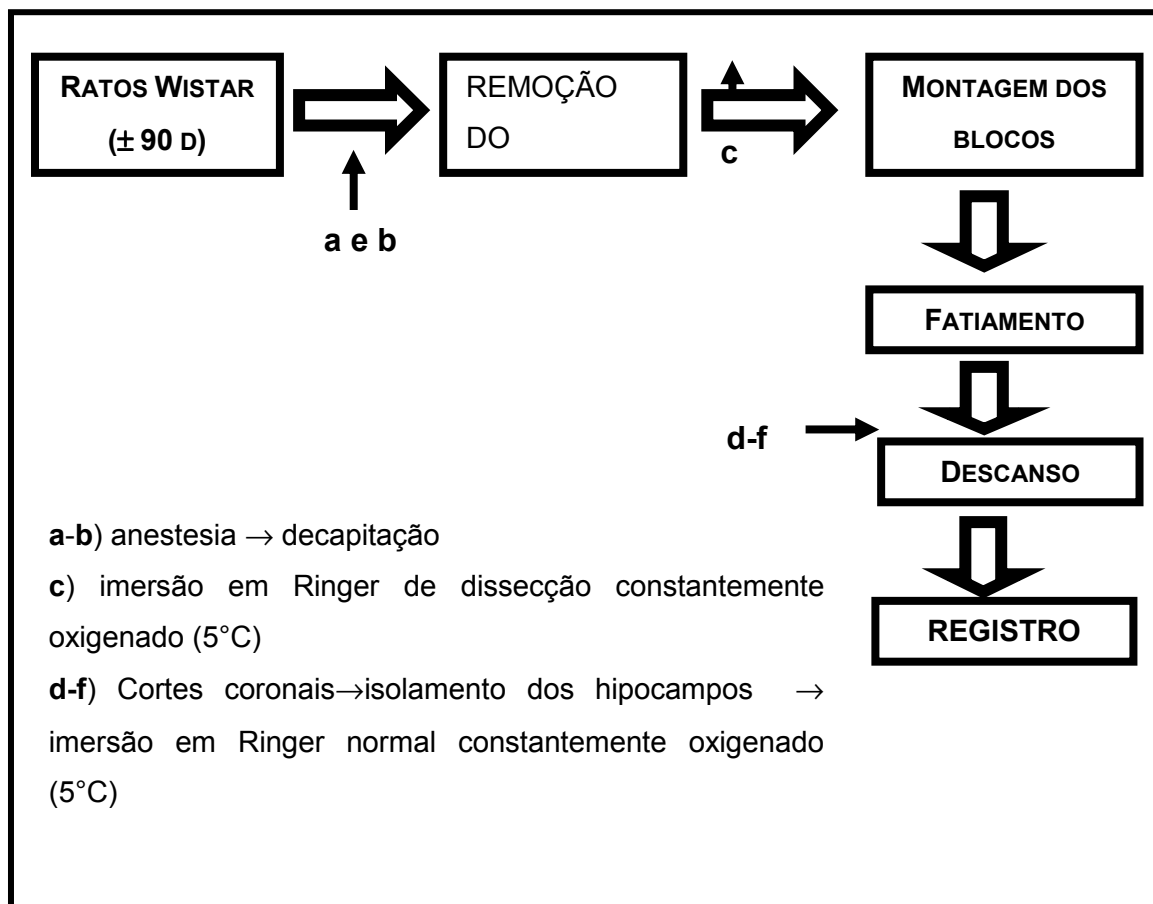 RATOS WISTAR
(± 90 D)
REMOÇÃO
DO
MONTAGEM DOS
BLOCOS
c
a e b
FATIAMENTO
d-f
DESCANSO
REGISTRO
a-b) anestesia → decapitação
c) imersão em Ringer de dissecção constantemente
oxigenado (5°C)
d-f) Cortes coronais→isolamento dos hipocampos →
imersão em Ringer normal constantemente oxigenado
(5°C)